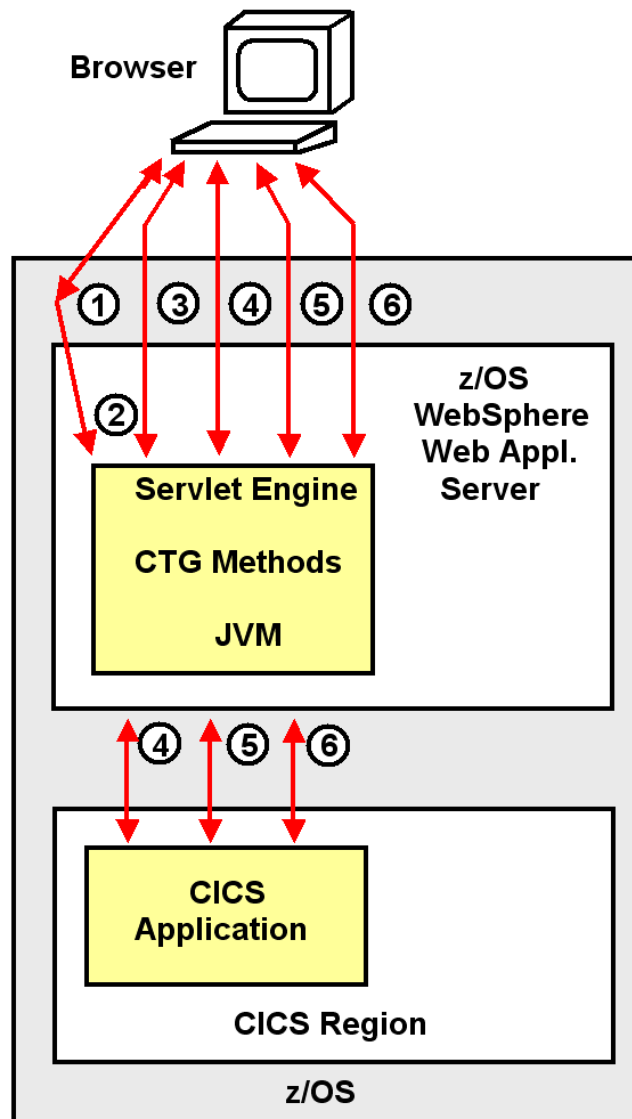 Browser
1 3 4 5 6
z/OS
WebSphere
Web Appl.
Server
2
Servlet Engine
CTG Methods
JVM
4 5 6
CICS
Application
CICS Region
z/OS